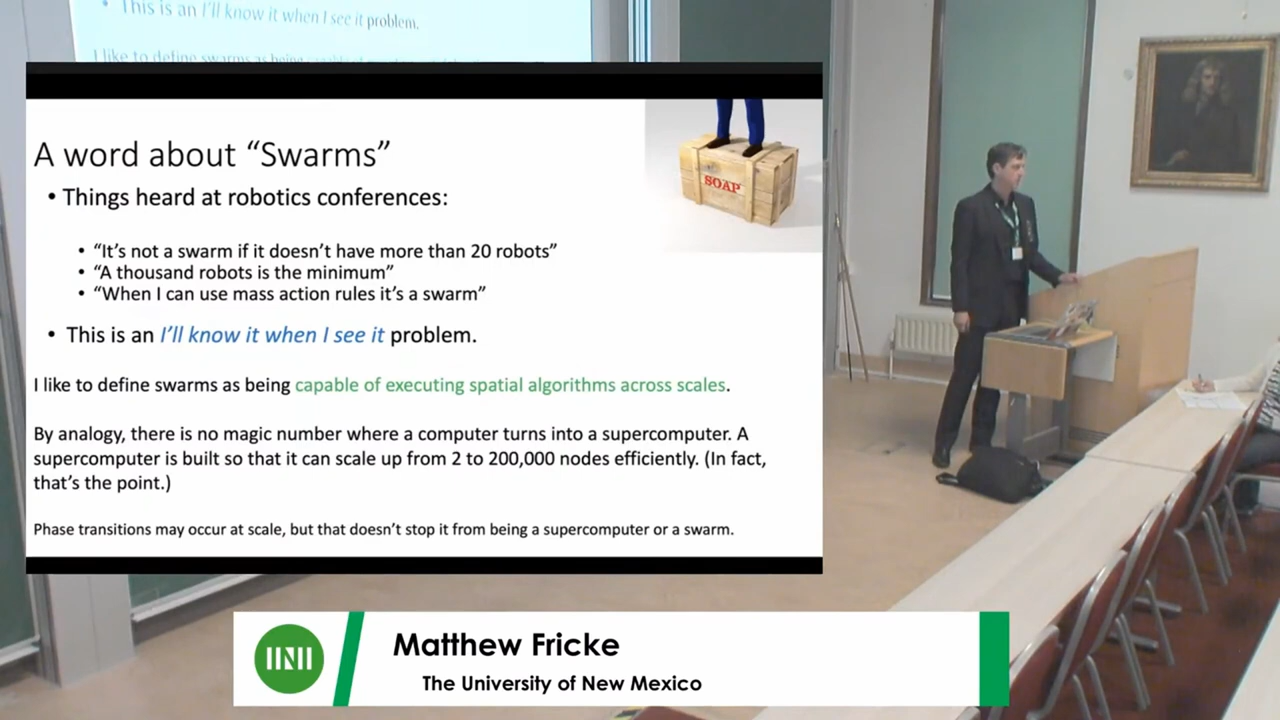 This is an I'll know it when I see it problem.
I like to define swarms as being
A word about “Swarms”
SOAP
• Things heard at robotics conferences:
• “It’s not a swarm if it doesn’t have more than 20 robots”
• “A thousand robots is the minimum”
• “When I can use mass action rules it’s a swarm”
• This is an I’ll know it when I see it problem.
I like to define swarms as being capable of executing spatial algorithms across scales.
By analogy, there is no magic number where a computer turns into a supercomputer. A
supercomputer is built so that it can scale up from 2 to 200,000 nodes efficiently. (In fact,
that’s the point.)
Phase transitions may occur at scale, but that doesn’t stop it from being a supercomputer or a swarm.
Matthew Fricke
The University of New Mexico